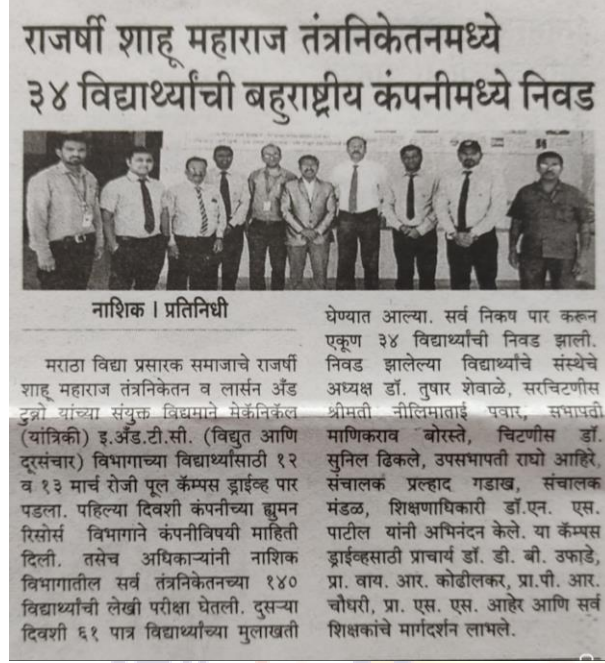 राजर्षी शाहू महाराज तंत्रनिकेतनमध्ये
३४ विद्यार्थ्यांची बहुराष्ट्रीय कंपनीमध्ये निवड
नाशिक । प्रतिनिधी
मराठा विद्या प्रसारक समाजाचे राजर्षी
शाहू महाराज तंत्रनिकेतन व लार्सन अँड
टुब्रो यांच्या संयुक्त विद्यमाने मेकॅनिकॅल
(यांत्रिकी) इ.अँड.टी.सी. (विद्युत आणि
दूरसंचार) विभागाच्या विद्यार्थ्यांसाठी १२
व १३ मार्च रोजी पूल कॅम्पस ड्राईव्ह पार
पडला. पहिल्या दिवशी कंपनीच्या ह्युमन
रिसोर्स विभागाने कंपनीविषयी माहिती
दिली. तसेच अधिकाऱ्यांनी नाशिक
विभागातील सर्व तंत्रनिकेतनच्या १४०
विद्यार्थ्यांची लेखी परीक्षा घेतली. दुसऱ्या
दिवशी ६१ पात्र विद्यार्थ्यांच्या मुलाखती
घेण्यात आल्या. सर्व निकष पार करून
एकूण ३४ विद्यार्थ्यांची निवड झाली.
निवड झालेल्या विद्यार्थ्यांचे संस्थेचे
अध्यक्ष डॉ. तुषार शेवाळे, सरचिटणीस
श्रीमती नीलिमाताई पवार, सभापती
माणिकराव बोरस्ते, चिटणीस डॉ.
सुनिल ढिकले, उपसभापती राघो आहिरे,
संचालक प्रल्हाद गडाख, संचालक
मंडळ, शिक्षणाधिकारी डॉ.एन. एस.
पाटील यांनी अभिनंदन केले. या कॅम्पस
ड्राईव्हसाठी प्राचार्य डॉ. डी. बी. उफाडे,
प्रा. वाय. आर. कोढीलकर, प्रा.पी. आर.
चौधरी, प्रा. एस. एस. आहेर आणि सर्व
शिक्षकांचे मार्गदर्शन लाभले.